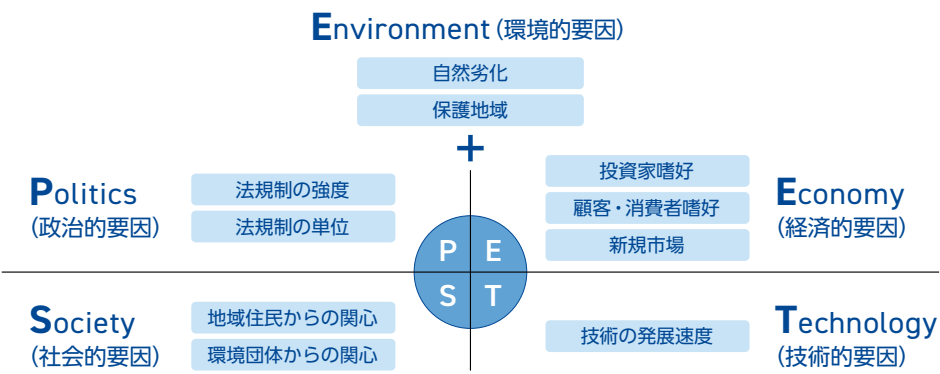 Environment (環境的要因)
自然劣化
保護地域
+
Politics
(政治的要因)
法規制の強度
法規制の単位
投資家嗜好
顧客・消費者嗜好
新規市場
Economy
(経済的要因)
P E
S T
Society
(社会的要因)
地域住民からの関心
環境団体からの関心
技術の発展速度
Technology
(技術的要因)